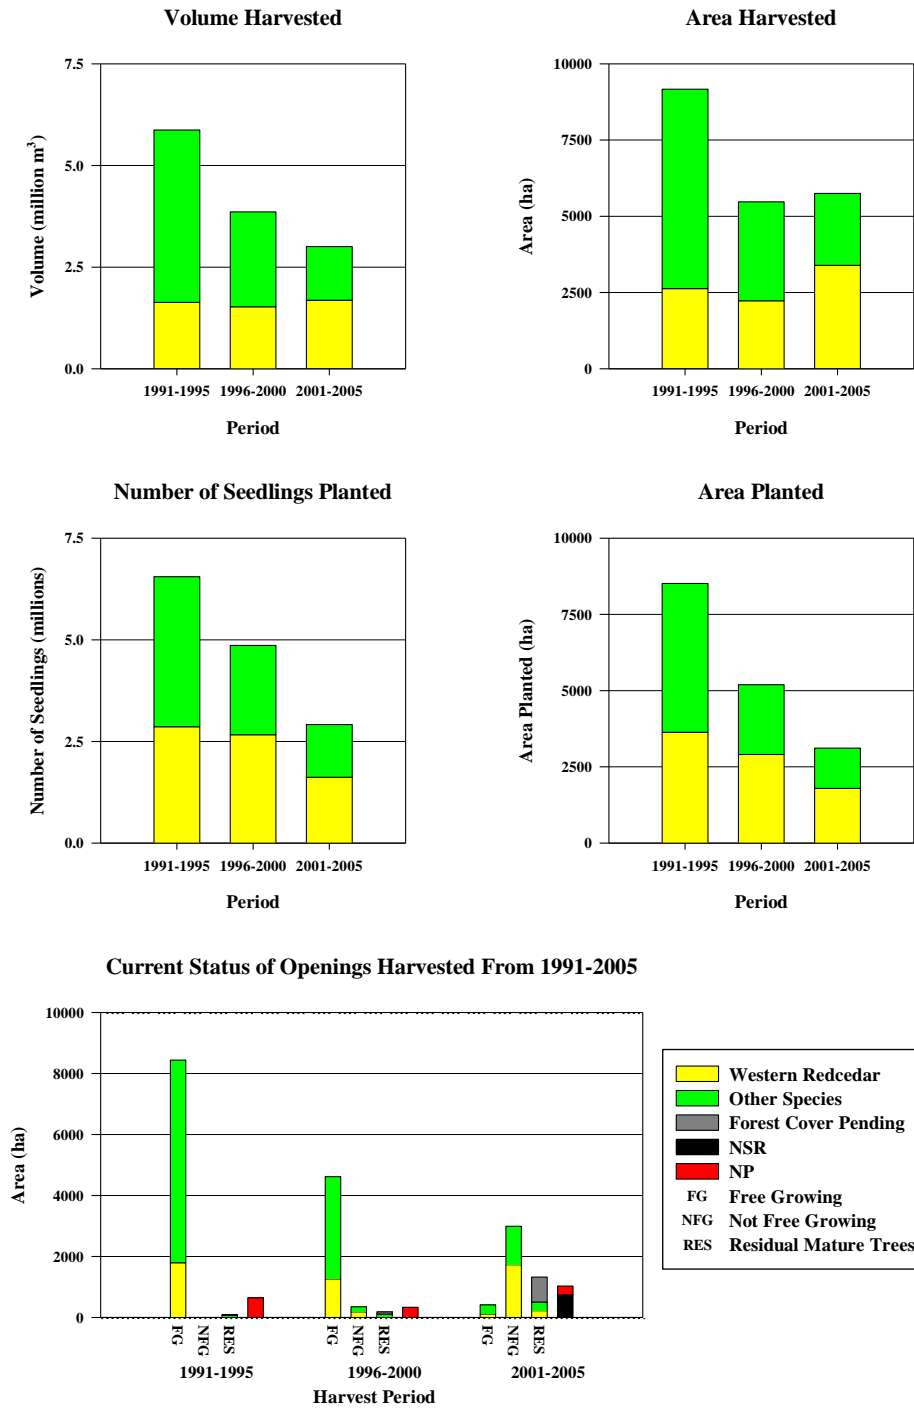 Volume Harvested
Volume (million m³)
7.5
5.0
2.5
0.0
1991-1995 1996-2000 2001-2005
Period
Area Harvested
Area (ha)
10000
7500
5000
2500
0
1991-1995 1996-2000 2001-2005
Period
Number of Seedlings Planted
Number of Seedlings (millions)
7.5
5.0
2.5
0.0
1991-1995 1996-2000 2001-2005
Period
Area Planted
Area Planted (ha)
10000
7500
5000
2500
0
1991-1995 1996-2000 2001-2005
Period
Current Status of Openings Harvested From 1991-2005
Area (ha)
10000
8000
6000
4000
2000
0
FG NFG RES FG NFG RES FG NFG RES
1991-1995 1996-2000 2001-2005
Harvest Period
Western Redcedar
Other Species
Forest Cover Pending
NSR
NP
FG Free Growing
NFG Not Free Growing
RES Residual Mature Trees